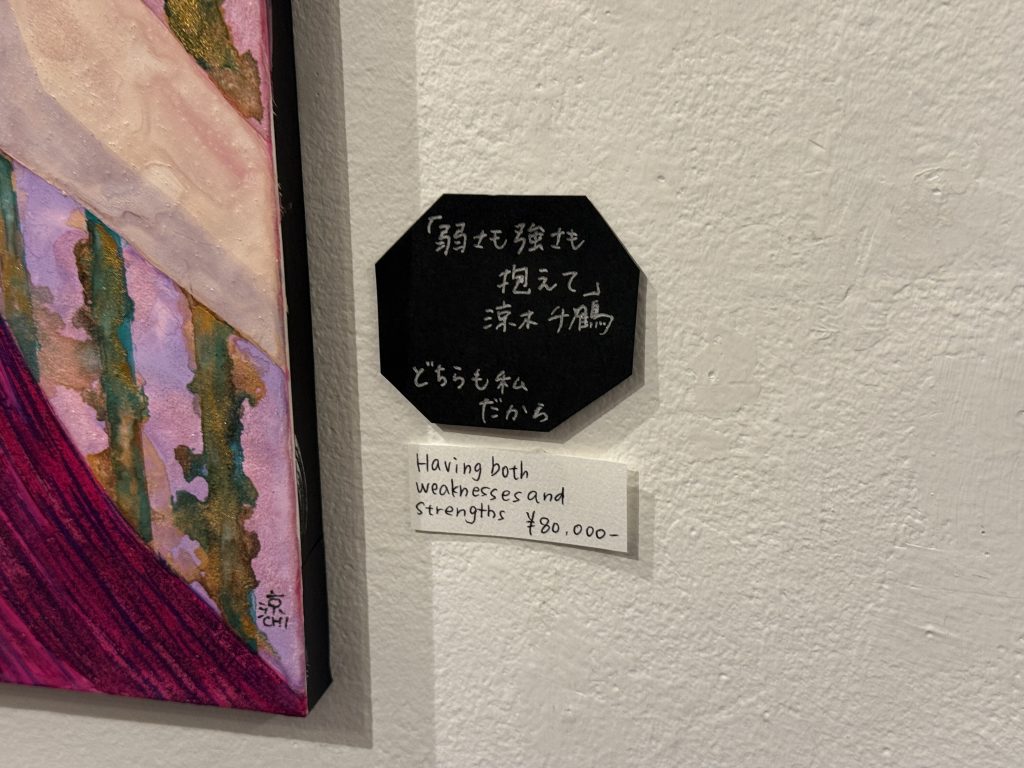 「弱さも強さも
抱えて」
涼木千鶴
どちらも私
だから
Having both
weaknesses and
strengths ¥80,000-
涼
CHI